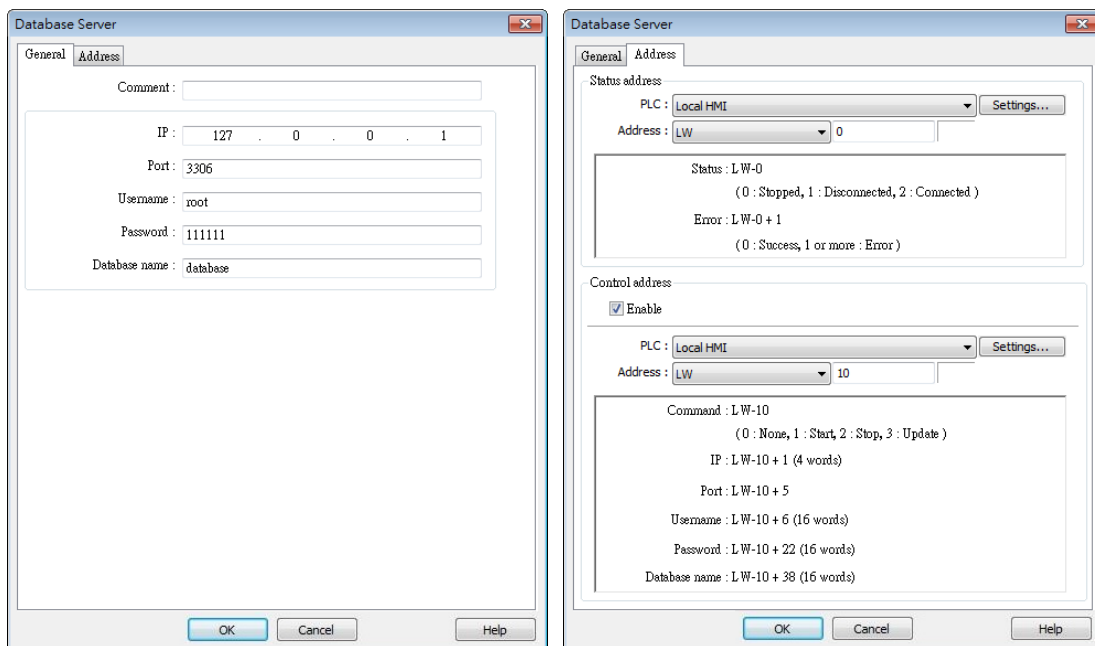 Database Server
General Address
Comment :
IP : 127 . 0 . 0 . 1
Port : 3306
Username : root
Password : 111111
Database name : database
OK Cancel Help
Database Server
General Address
Status address
PLC : Local HMI Settings...
Address : LW 0
Status : LW-0
( 0 : Stopped, 1 : Disconnected, 2 : Connected )
Error : LW-0 + 1
( 0 : Success, 1 or more : Error )
Control address
Enable
PLC : Local HMI Settings...
Address : LW 10
Command : LW-10
( 0 : None, 1 : Start, 2 : Stop, 3 : Update )
IP : LW-10 + 1 (4 words)
Port : LW-10 + 5
Username : LW-10 + 6 (16 words)
Password : LW-10 + 22 (16 words)
Database name : LW-10 + 38 (16 words)
OK Cancel Help